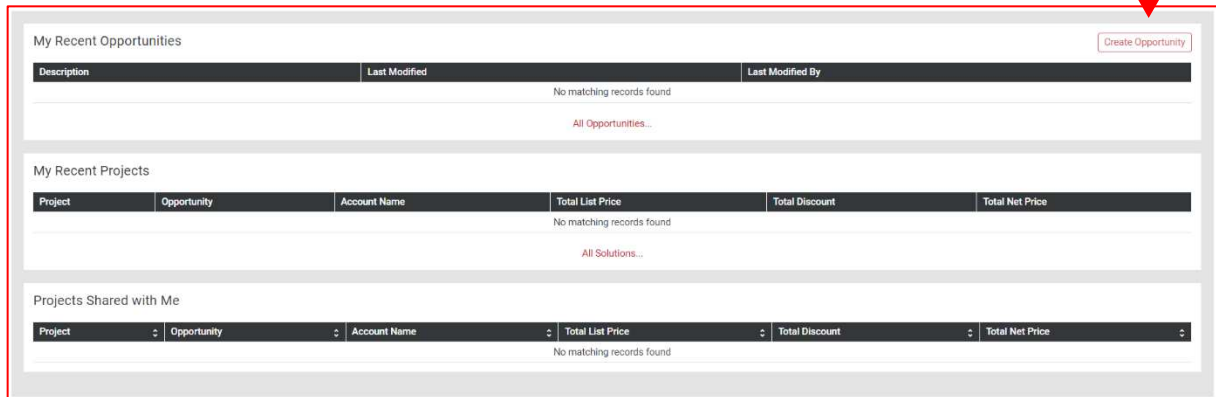 My Recent Opportunities
Create Opportunity
Description Last Modified Last Modified By
No matching records found
All Opportunities...
My Recent Projects
Project Opportunity Account Name Total List Price Total Discount Total Net Price
No matching records found
All Solutions...
Projects Shared with Me
Project Opportunity Account Name Total List Price Total Discount Total Net Price
No matching records found